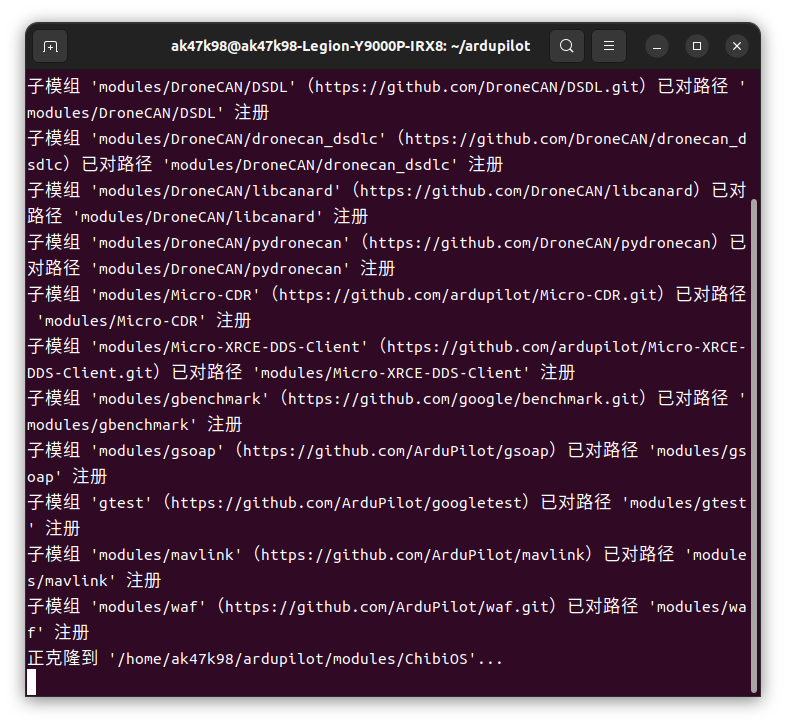 ak47k98@ak47k98-Legion-Y9000P-IRX8: ~/ardupilot
子模组 'modules/DroneCAN/DSDL'（https://github.com/DroneCAN/DSDL.git）已对路径 '
modules/DroneCAN/DSDL' 注册
子模组 'modules/DroneCAN/dronecan_dsdlc'（https://github.com/DroneCAN/dronecan_d
sdlc）已对路径 'modules/DroneCAN/dronecan_dsdlc' 注册
子模组 'modules/DroneCAN/libcanard'（https://github.com/DroneCAN/libcanard）已对
路径 'modules/DroneCAN/libcanard' 注册
子模组 'modules/DroneCAN/pydronecan'（https://github.com/DroneCAN/pydronecan）已
对路径 'modules/DroneCAN/pydronecan' 注册
子模组 'modules/Micro-CDR'（https://github.com/ardupilot/Micro-CDR.git）已对路径
 'modules/Micro-CDR' 注册
子模组 'modules/Micro-XRCE-DDS-Client'（https://github.com/ardupilot/Micro-XRCE-
DDS-Client.git）已对路径 'modules/Micro-XRCE-DDS-Client' 注册
子模组 'modules/gbenchmark'（https://github.com/google/benchmark.git）已对路径 '
modules/gbenchmark' 注册
子模组 'modules/gsoap'（https://github.com/ArduPilot/gsoap）已对路径 'modules/gs
oap' 注册
子模组 'gtest'（https://github.com/ArduPilot/googletest）已对路径 'modules/gtest
' 注册
子模组 'modules/mavlink'（https://github.com/ArduPilot/mavlink）已对路径 'module
s/mavlink' 注册
子模组 'modules/waf'（https://github.com/ArduPilot/waf.git）已对路径 'modules/wa
f' 注册
正克隆到 '/home/ak47k98/ardupilot/modules/ChibiOS'...